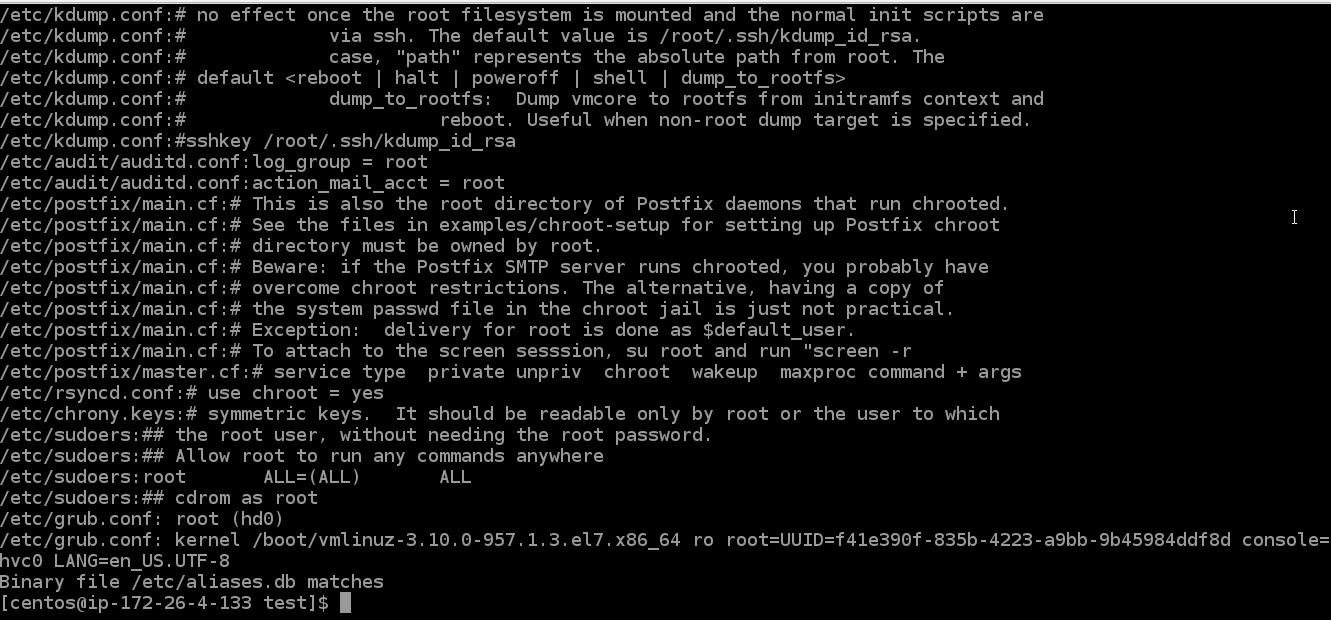 /etc/kdump.conf:# no effect once the root filesystem is mounted and the normal init scripts are
/etc/kdump.conf:#             via ssh. The default value is /root/.ssh/kdump_id_rsa.
/etc/kdump.conf:#             case, "path" represents the absolute path from root. The
/etc/kdump.conf:# default <reboot | halt | poweroff | shell | dump_to_rootfs>
/etc/kdump.conf:#             dump_to_rootfs:  Dump vmcore to rootfs from initramfs context and
/etc/kdump.conf:#                       reboot. Useful when non-root dump target is specified.
/etc/kdump.conf:#sshkey /root/.ssh/kdump_id_rsa
/etc/audit/auditd.conf:log_group = root
/etc/audit/auditd.conf:action_mail_acct = root
/etc/postfix/main.cf:# This is also the root directory of Postfix daemons that run chrooted.
/etc/postfix/main.cf:# See the files in examples/chroot-setup for setting up Postfix chroot
/etc/postfix/main.cf:# directory must be owned by root.
/etc/postfix/main.cf:# Beware: if the Postfix SMTP server runs chrooted, you probably have
/etc/postfix/main.cf:# overcome chroot restrictions. The alternative, having a copy of
/etc/postfix/main.cf:# the system passwd file in the chroot jail is just not practical.
/etc/postfix/main.cf:# Exception:  delivery for root is done as $default_user.
/etc/postfix/main.cf:# To attach to the screen sesssion, su root and run "screen -r
/etc/postfix/master.cf:# service type  private unpriv  chroot  wakeup  maxproc command + args
/etc/rsyncd.conf:# use chroot = yes
/etc/chrony.keys:# symmetric keys.  It should be readable only by root or the user to which
/etc/sudoers:## the root user, without needing the root password.
/etc/sudoers:## Allow root to run any commands anywhere
/etc/sudoers:root       ALL=(ALL)       ALL
/etc/sudoers:## cdrom as root
/etc/grub.conf: root (hd0)
/etc/grub.conf: kernel /boot/vmlinuz-3.10.0-957.1.3.el7.x86_64 ro root=UUID=f41e390f-835b-4223-a9bb-9b45984ddf8d console=
hvc0 LANG=en_US.UTF-8
Binary file /etc/aliases.db matches
[centos@ip-172-26-4-133 test]$